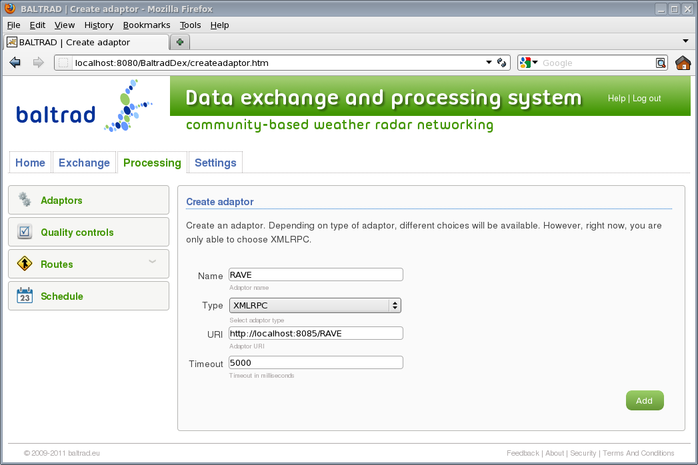 BALTRAD | Create adaptor - Mozilla Firefox
File Edit View History Bookmarks Tools Help
BALTRAD | Create adaptor
localhost:8080/BaltradDex/createadaptor.htm
Google
baltrad
Data exchange and processing system
Help | Log out
community-based weather radar networking
Home Exchange Processing Settings
Adaptors
Quality controls
Routes
23 Schedule
Create adaptor
Create an adaptor. Depending on type of adaptor, different choices will be available. However, right now, you are
only able to choose XMLRPC.
Name RAVE
Adaptor name
Type XMLRPC
Select adaptor type
URI http://localhost:8085/RAVE
Adaptor URI
Timeout 5000
Timeout in milliseconds
Add
© 2009-2011 baltrad.eu
Feedback | About | Security | Terms And Conditions